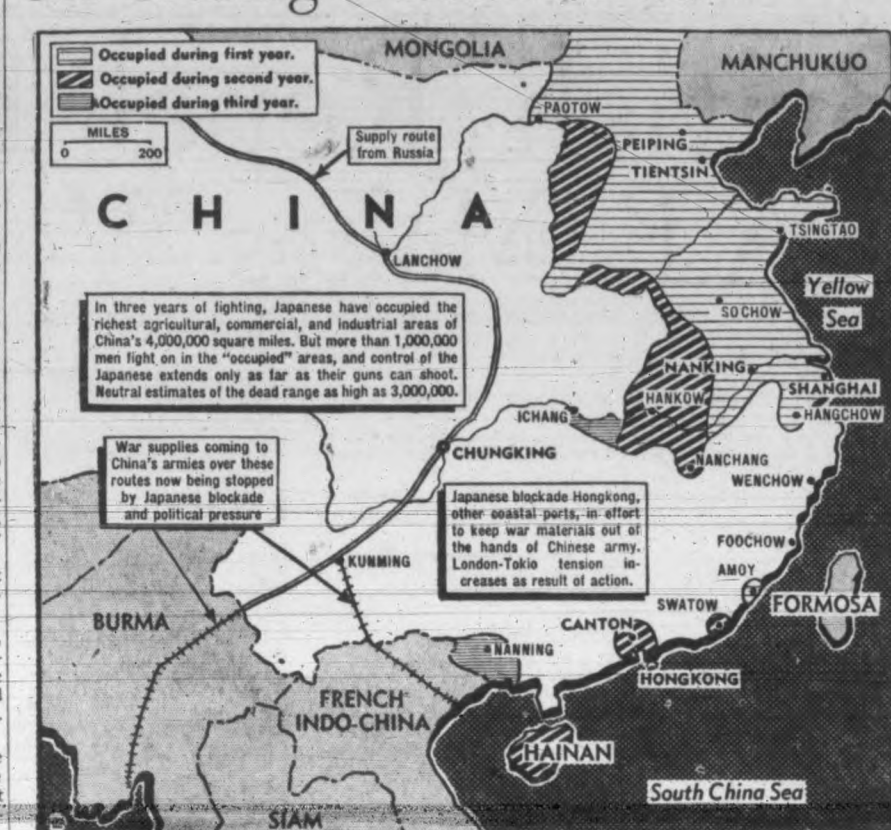 MONGOLIA
MANCHUKUO
Occupied during first year.
Occupied during second year.
Occupied during third year.
MILES
0 200
Supply route
from Russia
PAOTOW
PEIPING
TIENTSIN
CHINA
TSINGTAO
LANCHOW
Yellow
Sea
In three years of fighting, Japanese have occupied the
richest agricultural, commercial, and industrial areas of
China's 4,000,000 square miles. But more than 1,000,000
men fight on in the "occupied" areas, and control of the
Japanese extends only as far as their guns can shoot.
Neutral estimates of the dead range as high as 3,000,000.
SOCHOW
NANKING
SHANGHAI
HANKOW
HANGCHOW
ICHANG
War supplies coming to
China's armies over these
routes now being stopped
by Japanese blockade
and political pressure
CHUNGKING
NANCHANG
WENCHOW
Japanese blockade Hongkong,
other coastal ports, in effort
to keep war materials out of
the hands of Chinese army.
London-Tokio tension in-
creases as result of action.
KUNMING
FOOCHOW
AMOY
SWATOW
FORMOSA
BURMA
CANTON
NANNING
HONGKONG
FRENCH
INDO-CHINA
HAINAN
South China Sea
SIAM